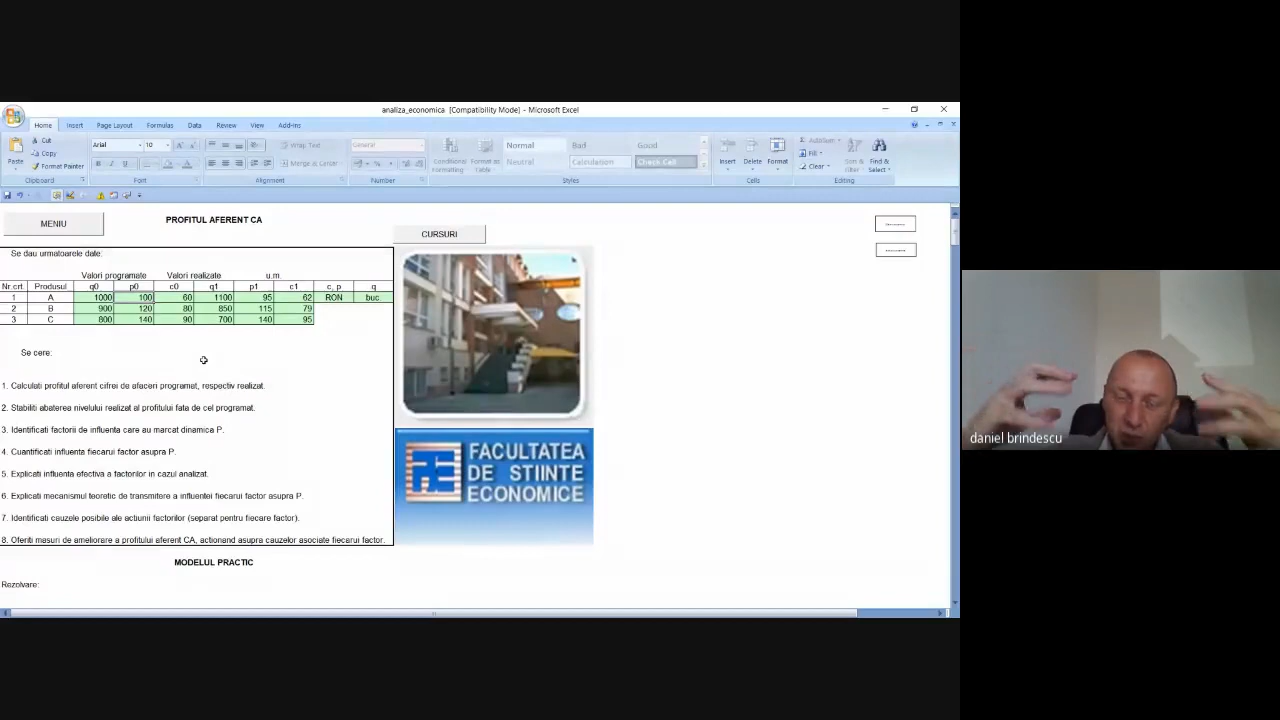 analiza_economica [Compatibility Mode] - Microsoft Excel
Home Insert Page Layout Formulas Data Review View Add-Ins
Cut
Copy
Format Painter
Paste
Arial 10
Wrap Text
Merge & Center
General
Conditional Formatting
Format as Table
Normal Bad Good
Neutral Calculation Check Cell
Insert Delete Format
AutoSum
Fill
Clear
Sort & Filter
Find & Select
Clipboard Font Alignment Number Styles Cells Editing
MENIU
PROFITUL AFERENT CA
CURSURI
Se dau urmatoarele date:
Valori programate Valori realizate u.m.
Nr.crt. Produsul q0 p0 c0 q1 p1 c1 c, p q
1 A 1000 100 60 1100 95 62 RON buc
2 B 900 120 80 850 115 79
3 C 800 140 90 700 140 95
Se cere:
1. Calculati profitul aferent cifrei de afaceri programat, respectiv realizat.
2. Stabiliti abaterea nivelului realizat al profitului fata de cel programat.
3. Identificati factorii de influenta care au marcat dinamica P.
4. Cuantificati influenta fiecarui factor asupra P.
5. Explicati influenta efectiva a factorilor in cazul analizat.
6. Explicati mecanismul teoretic de transmitere a influentei fiecarui factor asupra P.
7. Identificati cauzele posibile ale actiunii factorilor (separat pentru fiecare factor).
8. Oferiti masuri de ameliorare a profitului aferent CA, actionand asupra cauzelor asociate fiecarui factor.
FACULTATEA
DE STIINTE
ECONOMICE
MODELUL PRACTIC
Rezolvare:
daniel brindescu